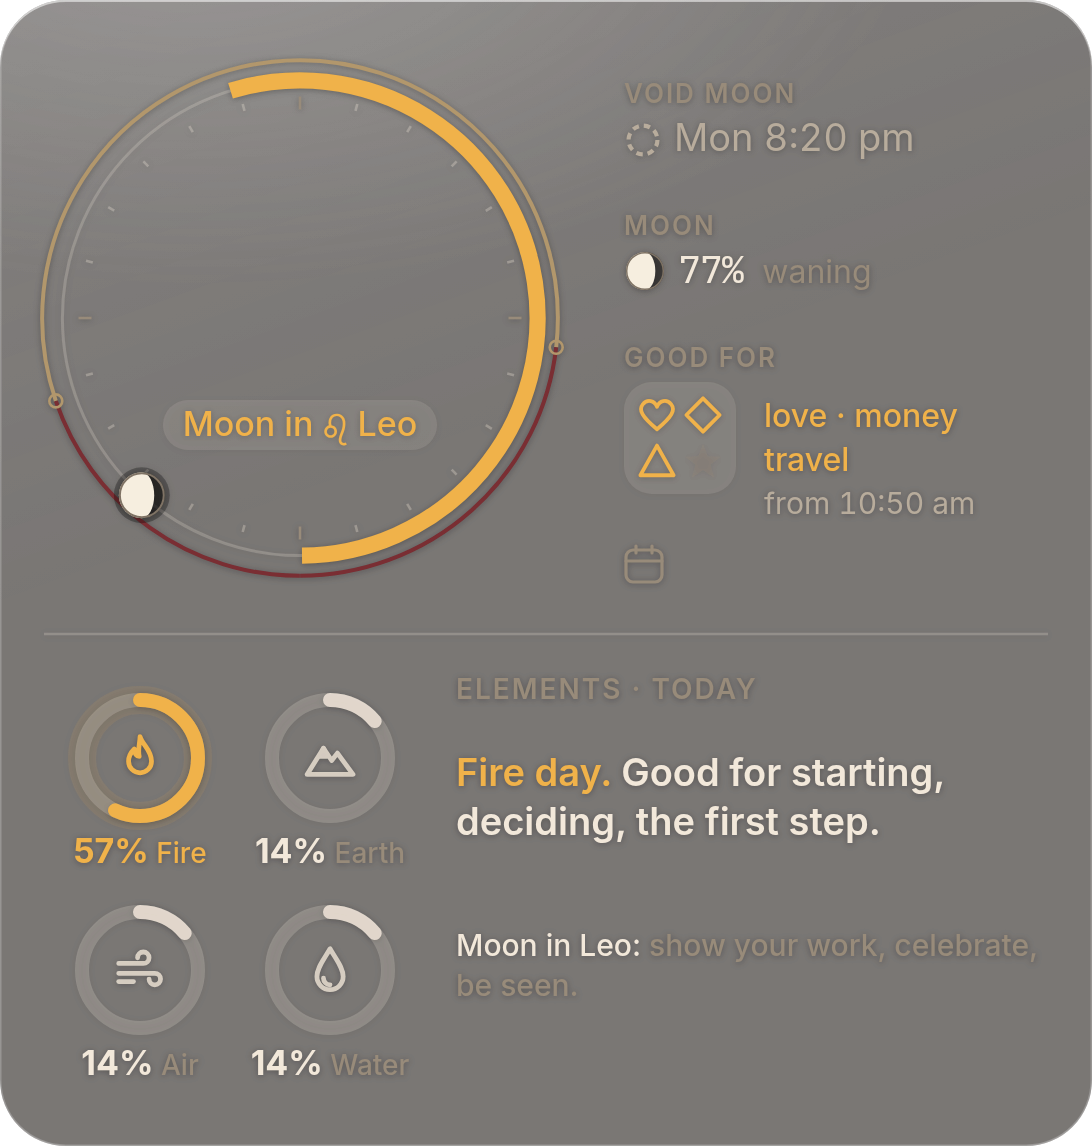 VOID MOON
Mon 8:20 pm
MOON
77% waning
GOOD FOR
love · money
travel
from 10:50 am
Moon in ♌ Leo
ELEMENTS · TODAY
Fire day. Good for starting,
deciding, the first step.
57% Fire
14% Earth
Moon in Leo: show your work, celebrate,
be seen.
14% Air
14% Water